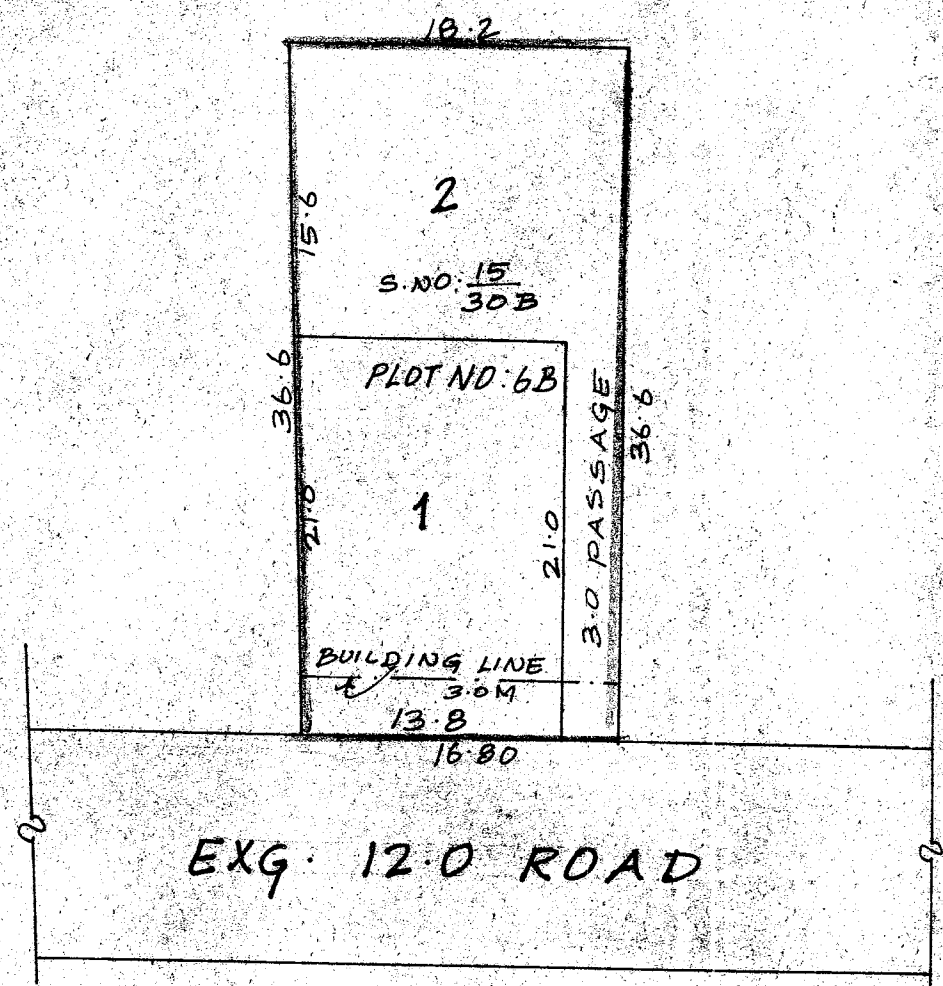 18.2
15.6
2
S.NO: 15
30B
36.6
PLOT NO: 6B
36.6
21.0
1
21.0
3.0 PASSAGE
BUILDING LINE
3.0M
13.8
16.80
EXG. 12.0 ROAD